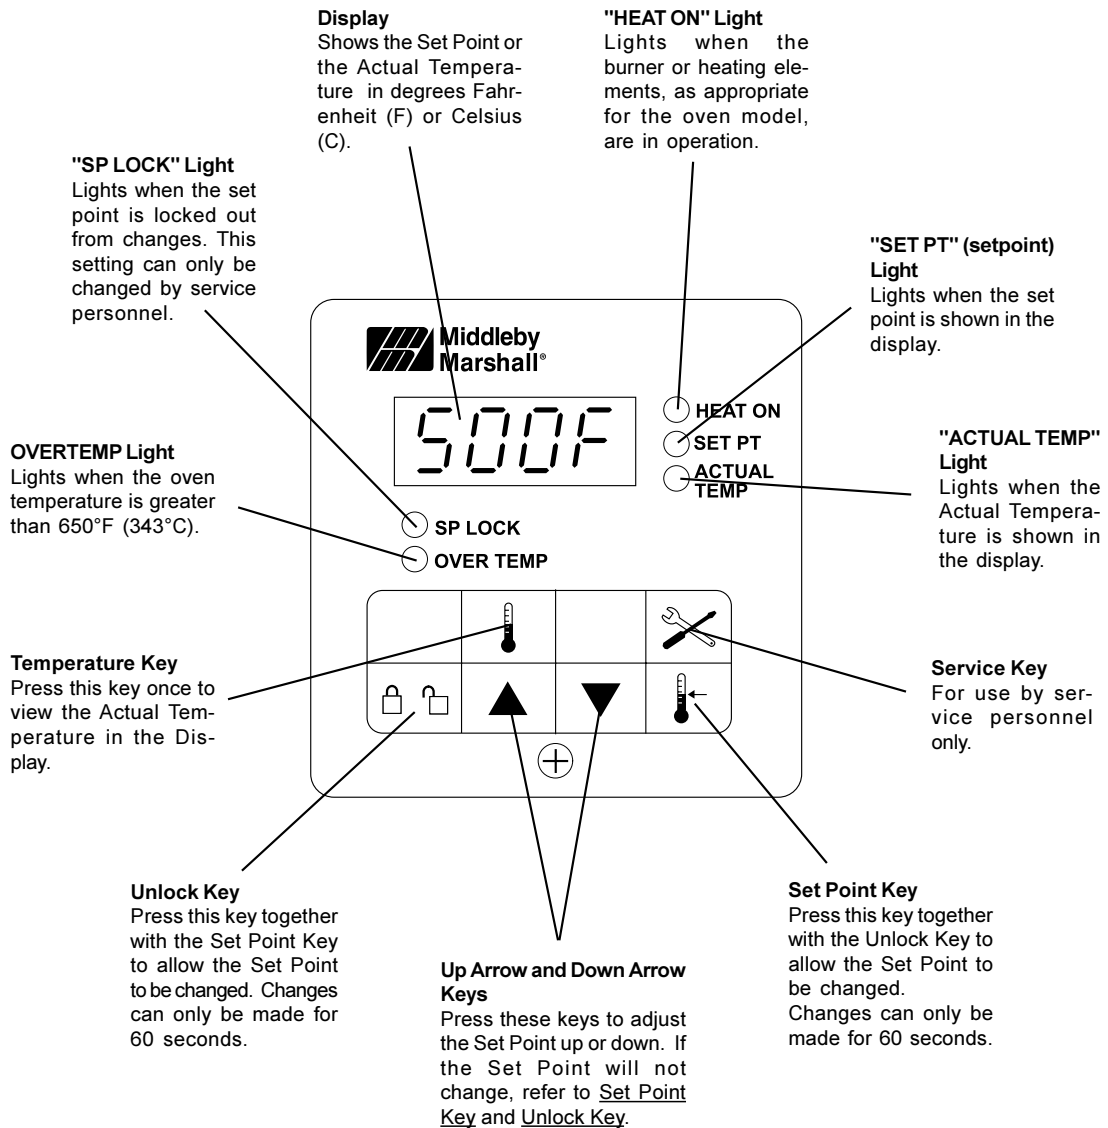 Display
Shows the Set Point or
the Actual Tempera-
ture in degrees Fahr-
enheit (F) or Celsius
(C).
"HEAT ON" Light
Lights when the
burner or heating ele-
ments, as appropriate
for the oven model,
are in operation.
"SP LOCK" Light
Lights when the set
point is locked out
from changes. This
setting can only be
changed by service
personnel.
"SET PT" (setpoint)
Light
Lights when the set
point is shown in the
display.
OVERTEMP Light
Lights when the oven
temperature is greater
than 650°F (343°C).
Middleby
Marshall®
500F
HEAT ON
SET PT
ACTUAL
TEMP
SP LOCK
OVER TEMP
"ACTUAL TEMP"
Light
Lights when the
Actual Tempera-
ture is shown in
the display.
Temperature Key
Press this key once to
view the Actual Tem-
perature in the Dis-
play.
Service Key
For use by ser-
vice personnel
only.
Unlock Key
Press this key together
with the Set Point Key
to allow the Set Point
to be changed. Changes
can only be made for
60 seconds.
Up Arrow and Down Arrow
Keys
Press these keys to adjust
the Set Point up or down. If
the Set Point will not
change, refer to Set Point
Key and Unlock Key.
Set Point Key
Press this key together
with the Unlock Key to
allow the Set Point to
be changed.
Changes can only be
made for 60 seconds.